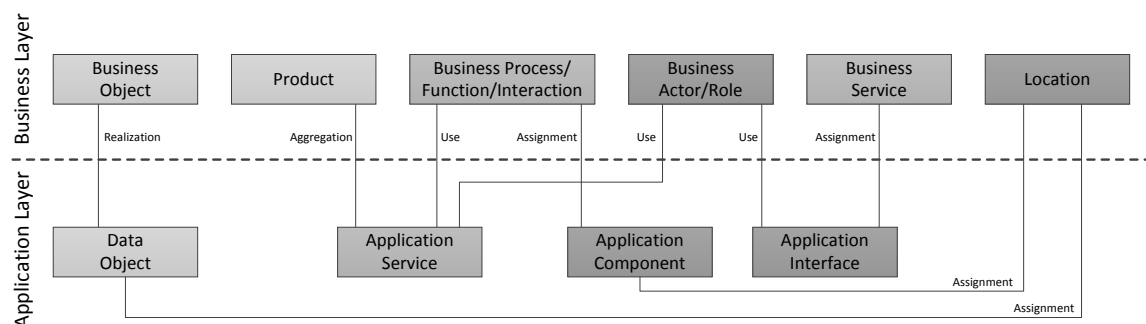 Business Layer
Business
Object
Product
Business Process/
Function/Interaction
Business
Actor/Role
Business
Service
Location
Realization
Aggregation
Use
Assignment
Use
Use
Assignment
Application Layer
Data
Object
Application
Service
Application
Component
Application
Interface
Assignment
Assignment